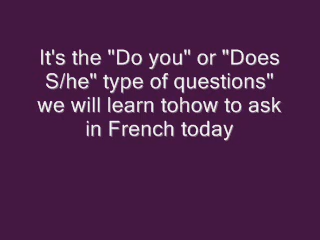 It's the "Do you" or "Does
S/he" type of questions"
we will learn tohow to ask
in French today